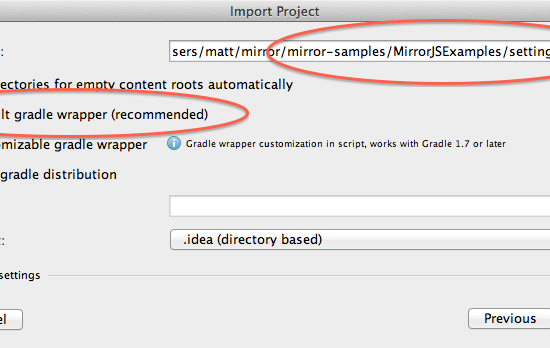 Import Project
t:
sers/matt/mirror/mirror-samples/MirrorJSExamples/setting
rectories for empty content roots automatically
lt gradle wrapper (recommended)
omizable gradle wrapper Gradle wrapper customization in script, works with Gradle 1.7 or later
gradle distribution
t: .idea (directory based)
settings
el Previous